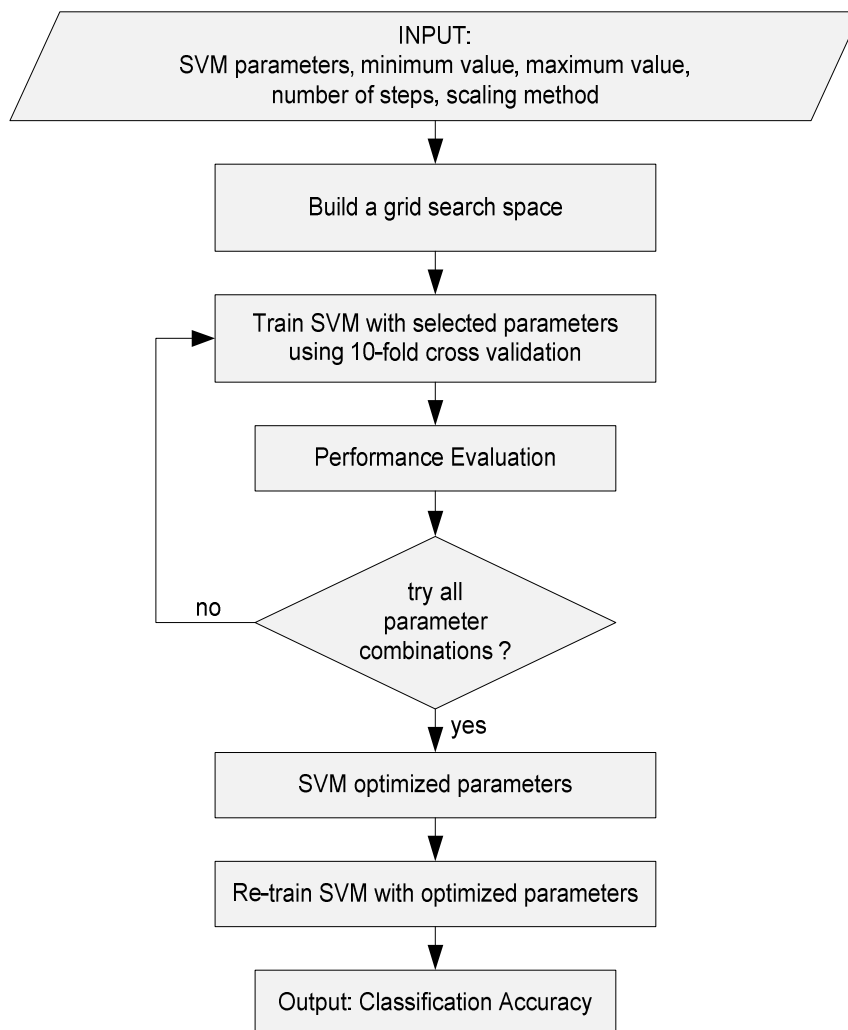 INPUT:
SVM parameters, minimum value, maximum value,
number of steps, scaling method
Build a grid search space
Train SVM with selected parameters
using 10-fold cross validation
Performance Evaluation
try all
parameter
combinations ?
no
yes
SVM optimized parameters
Re-train SVM with optimized parameters
Output: Classification Accuracy